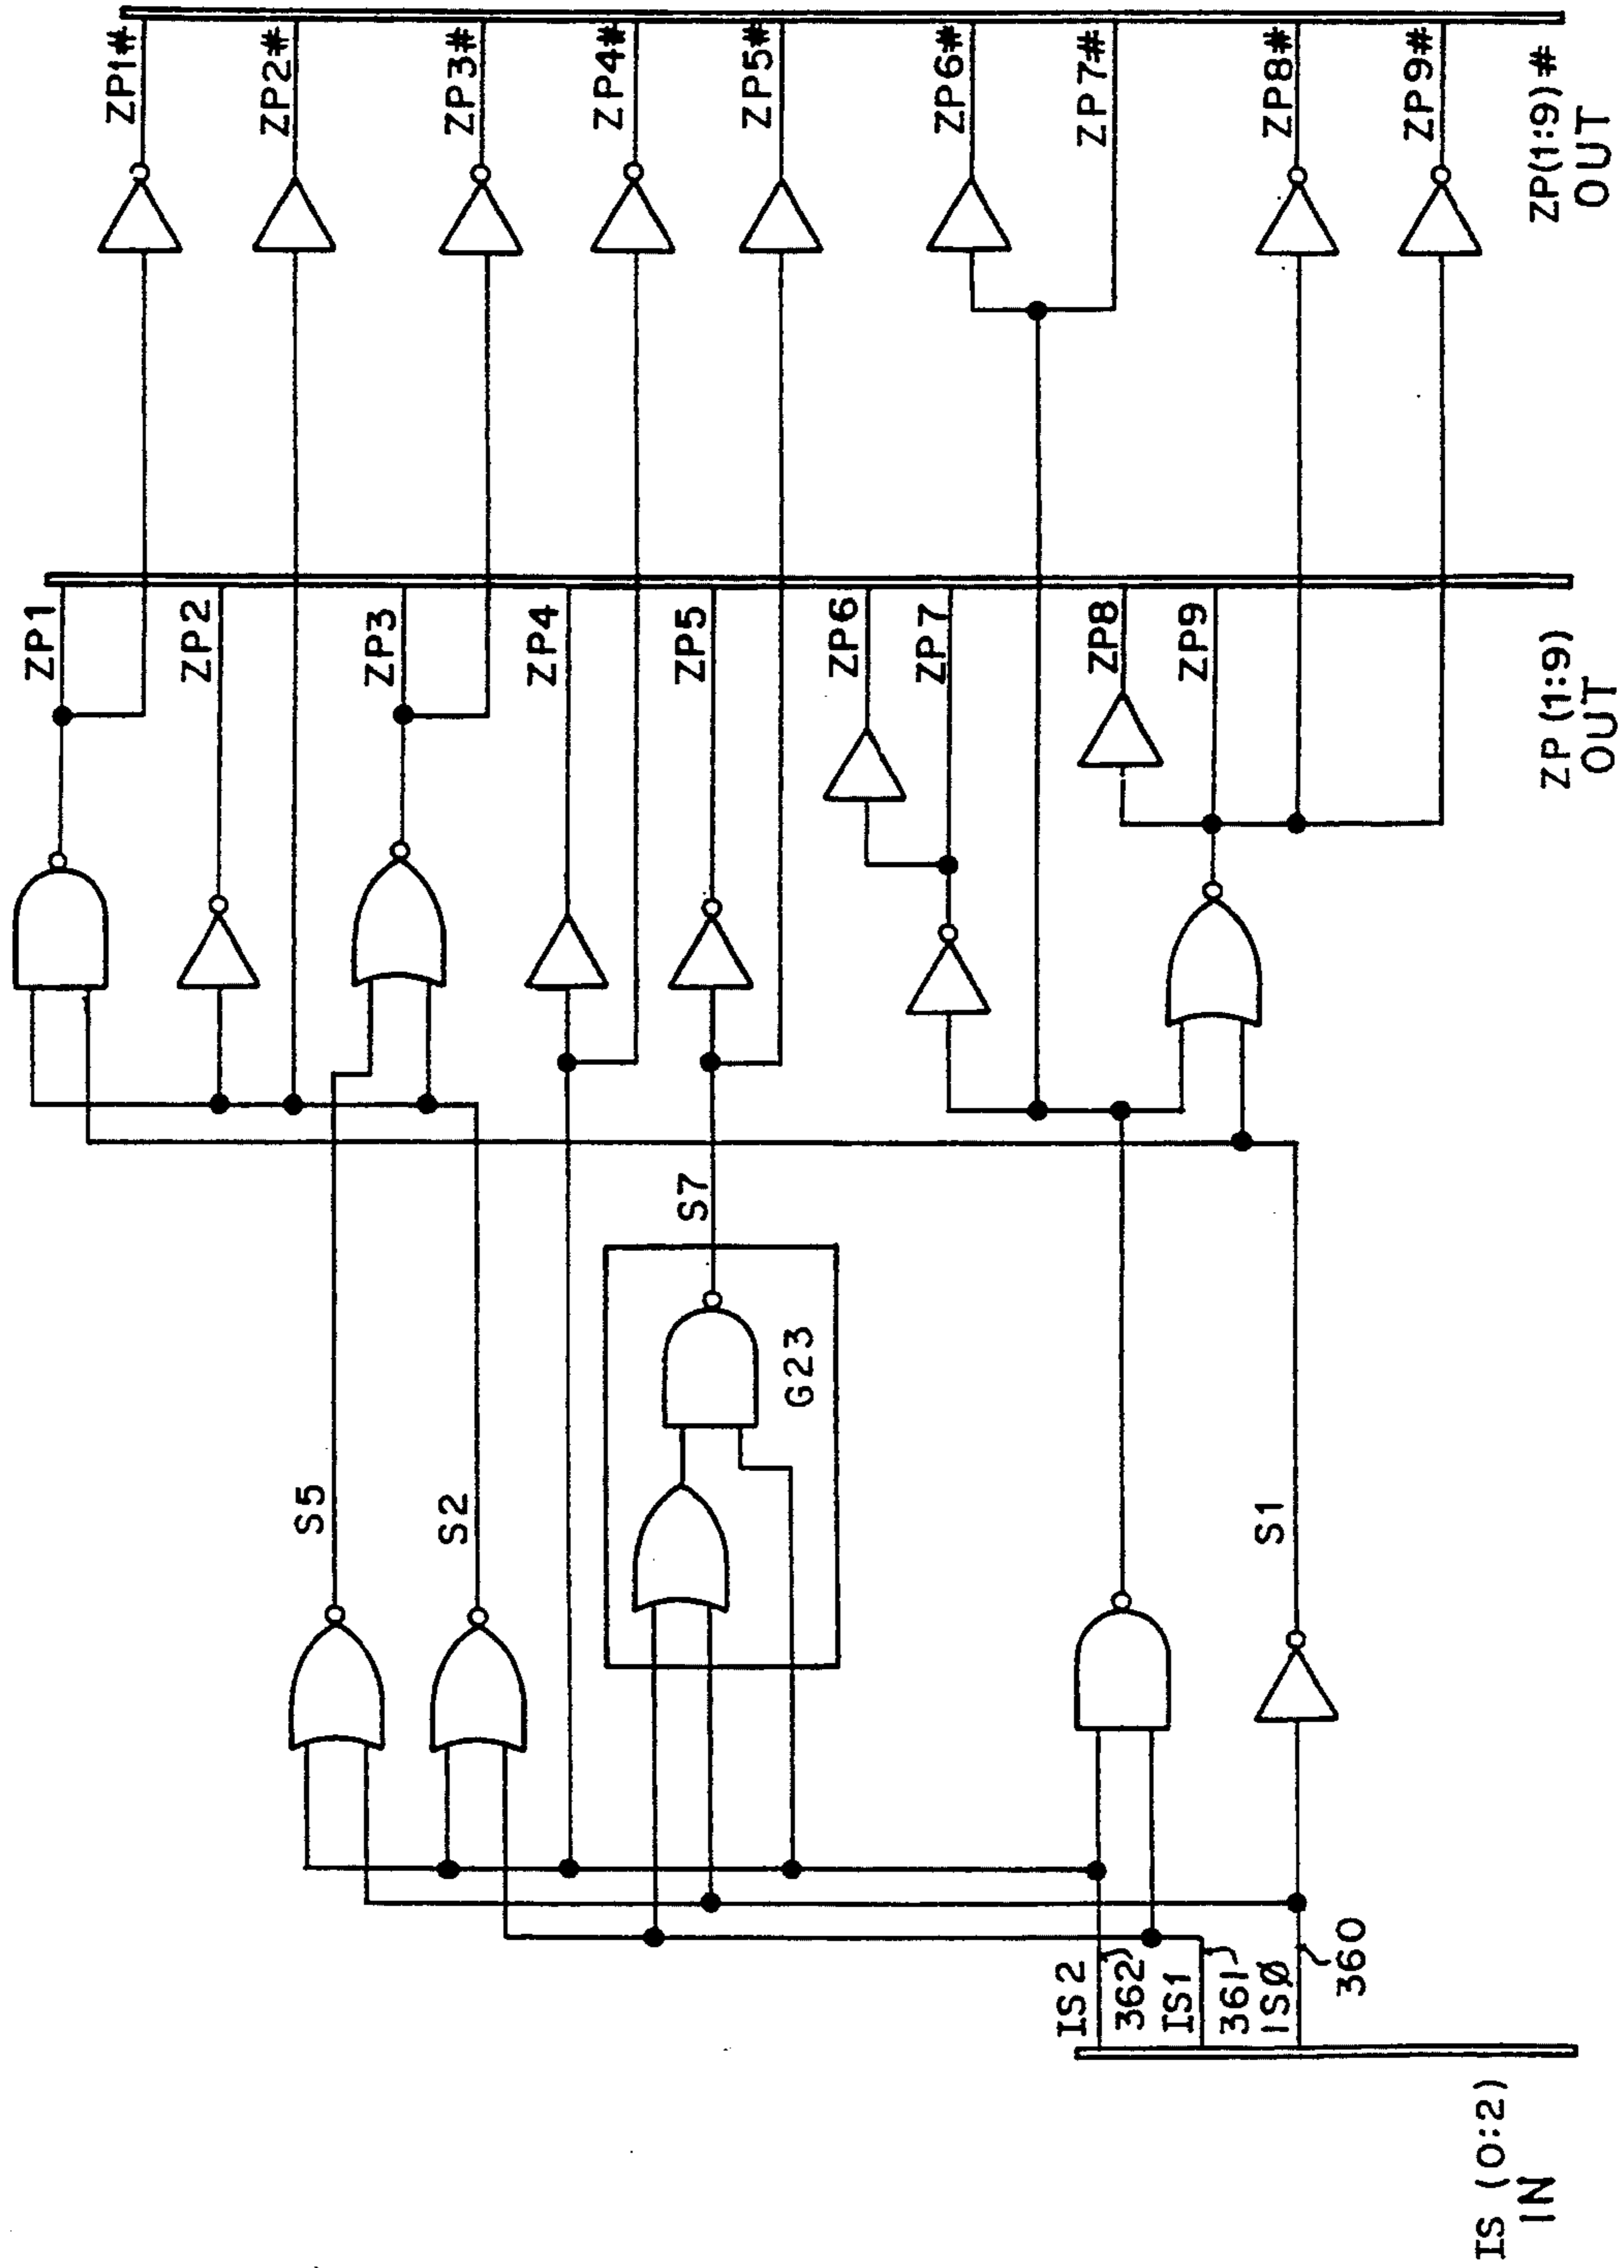 ZP1#
ZP2#
ZP3#
ZP4#
ZP5#
ZP6#
ZP7#
ZP8#
ZP9#
ZP(1:9)#
OUT
ZP1
ZP2
ZP3
ZP4
ZP5
ZP6
ZP7
ZP8
ZP9
ZP (1:9)
OUT
S7
G23
S5
S2
S1
IS2
362
IS1
361
ISØ
360
IS (0:2)
IN